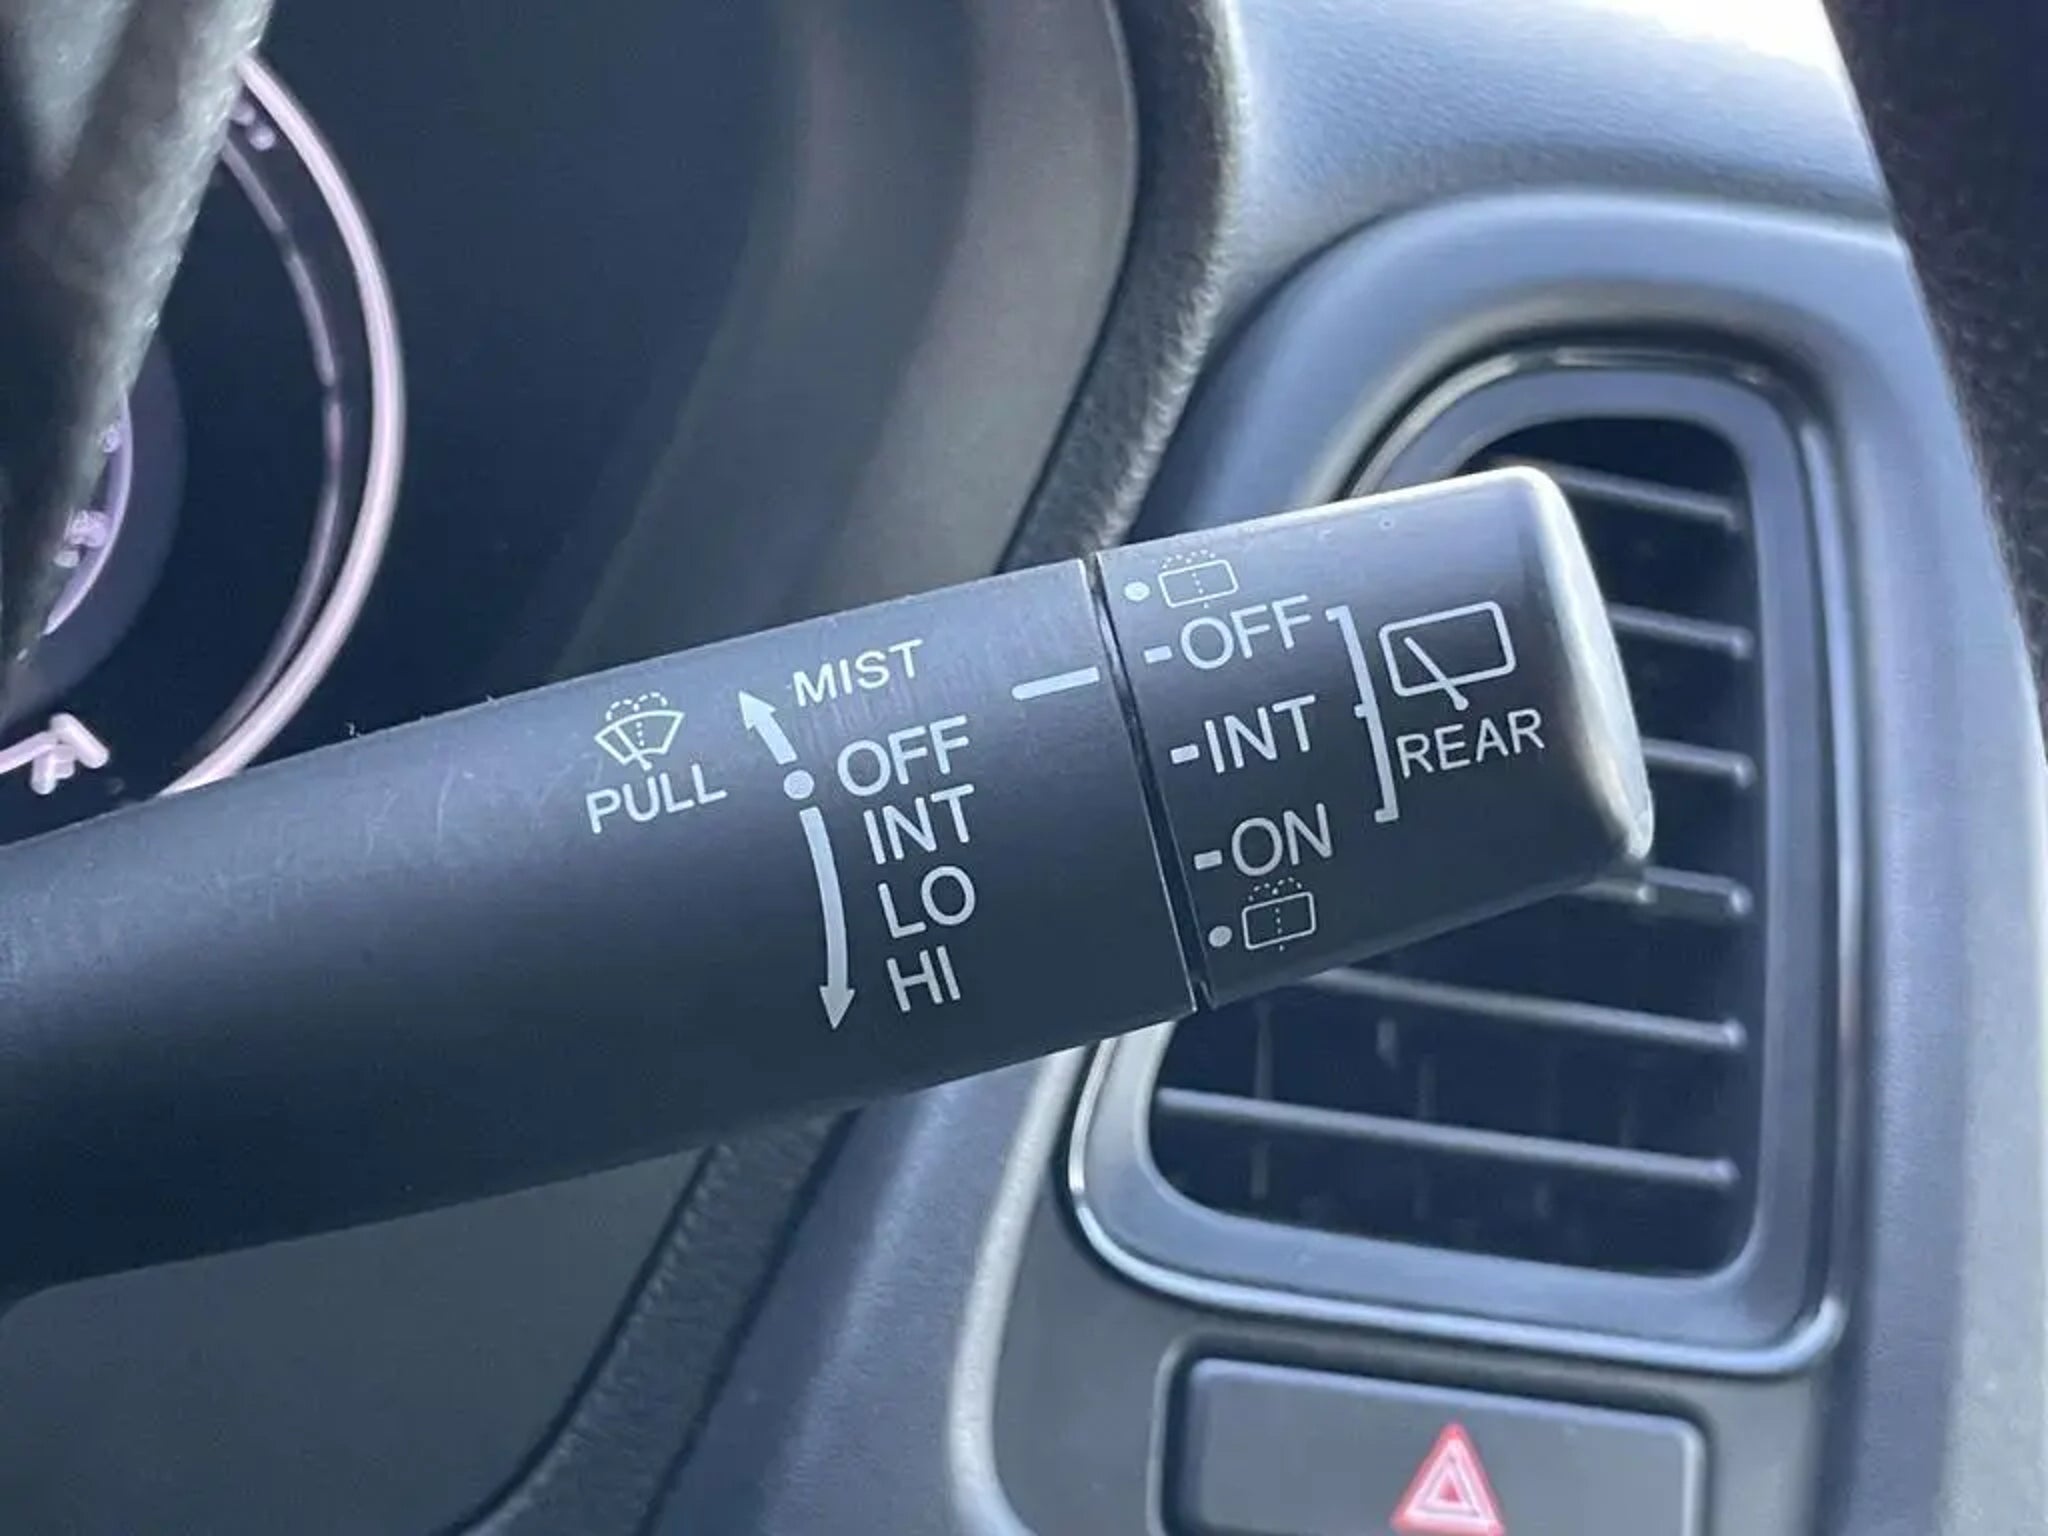 MIST
OFF
INT
LO
HI
PULL
-OFF
-INT
-ON
REAR